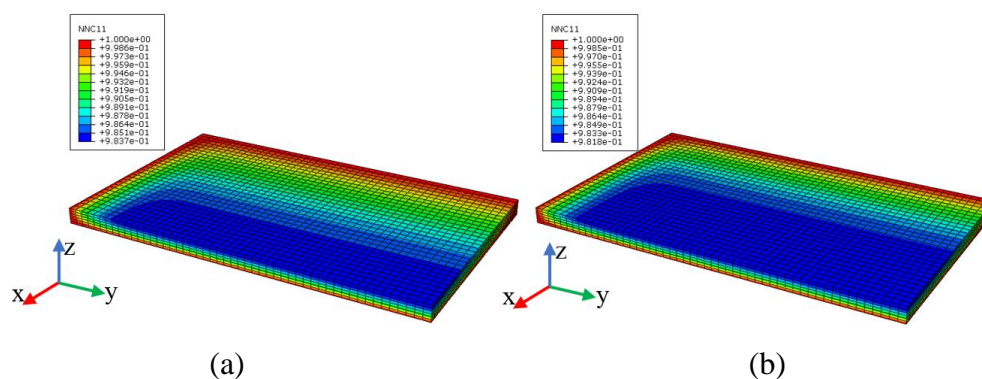 NNC11
+1.000e+00
+9.986e-01
+9.973e-01
+9.959e-01
+9.946e-01
+9.932e-01
+9.919e-01
+9.905e-01
+9.891e-01
+9.878e-01
+9.864e-01
+9.851e-01
+9.837e-01
z
x
y
(a)
NNC11
+1.000e+00
+9.985e-01
+9.970e-01
+9.955e-01
+9.939e-01
+9.924e-01
+9.909e-01
+9.894e-01
+9.879e-01
+9.864e-01
+9.849e-01
+9.833e-01
+9.818e-01
z
x
y
(b)